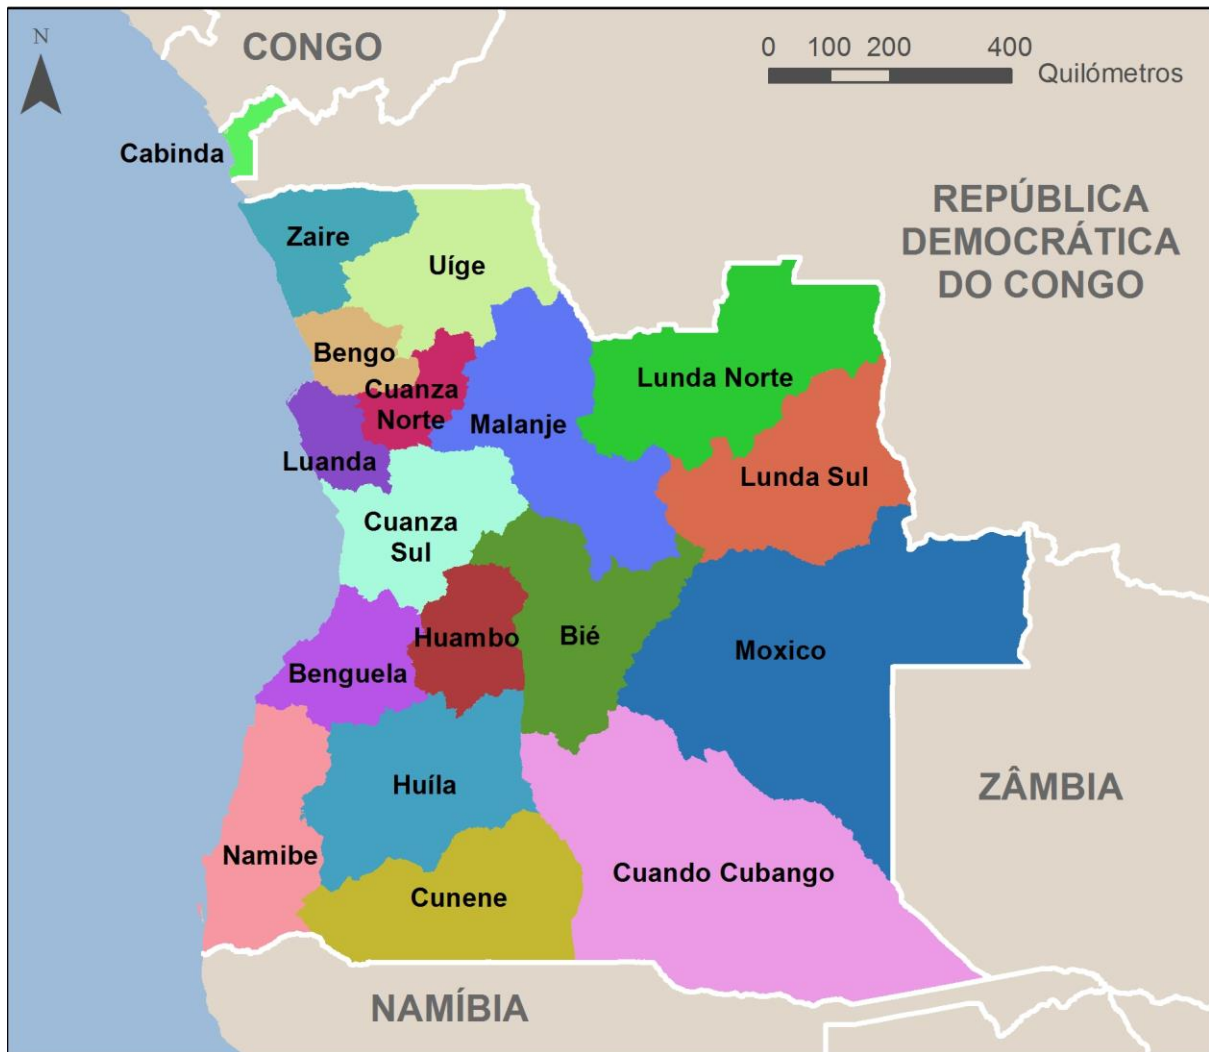 N
CONGO
0 100 200 400
Quilómetros
Cabinda
REPÚBLICA
DEMOCRÁTICA
DO CONGO
Zaire
Uíge
Bengo
Cuanza
Norte
Lunda Norte
Malanje
Luanda
Lunda Sul
Cuanza
Sul
Huambo
Bié
Moxico
Benguela
Huíla
ZÂMBIA
Namibe
Cuando Cubango
Cunene
NAMÍBIA